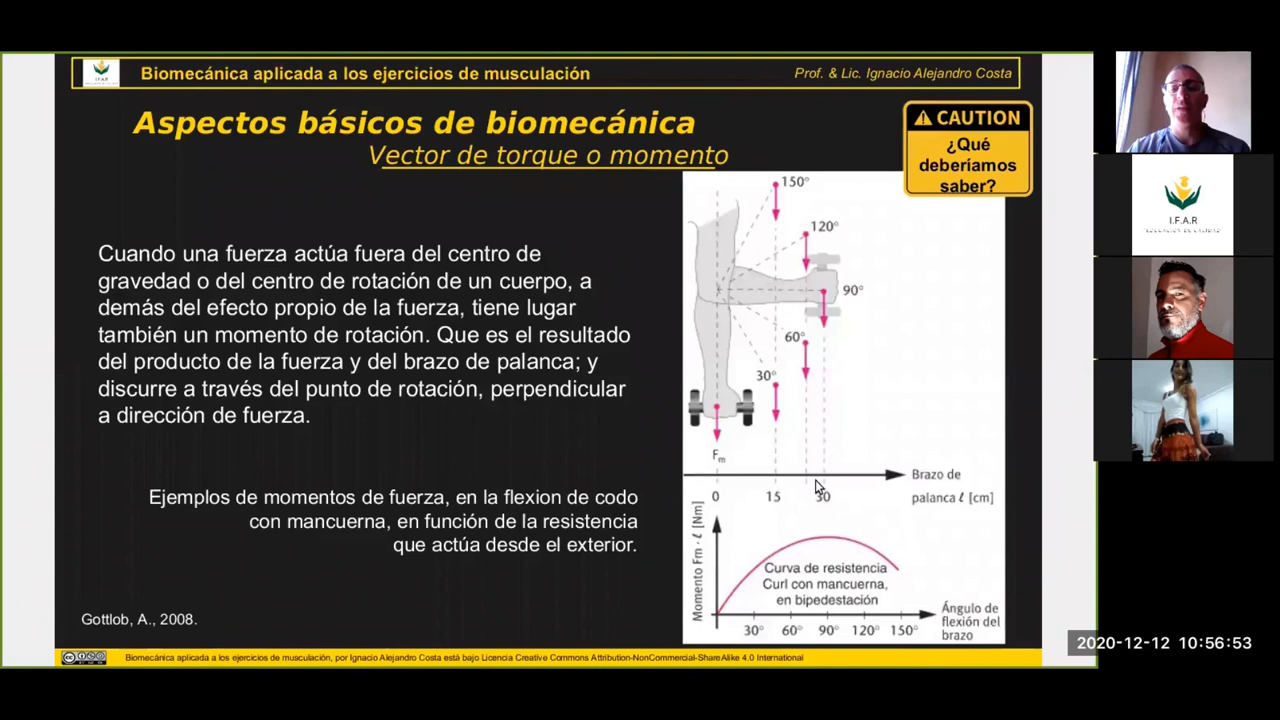 I.F.A.R
Biomecánica aplicada a los ejercicios de musculación
Prof. & Lic. Ignacio Alejandro Costa
Aspectos básicos de biomecánica
Vector de torque o momento
CAUTION
¿Qué
deberíamos
saber?
Cuando una fuerza actúa fuera del centro de
gravedad o del centro de rotación de un cuerpo, a
demás del efecto propio de la fuerza, tiene lugar
también un momento de rotación. Que es el resultado
del producto de la fuerza y del brazo de palanca; y
discurre a través del punto de rotación, perpendicular
a dirección de fuerza.
Ejemplos de momentos de fuerza, en la flexion de codo
con mancuerna, en función de la resistencia
que actúa desde el exterior.
Gottlob, A., 2008.
150°
120°
90°
60°
30°
Fm
Brazo de
palanca ℓ [cm]
0 15 30
Momento Fm · ℓ [Nm]
Curva de resistencia
Curl con mancuerna,
en bipedestación
30° 60° 90° 120° 150°
Ángulo de
flexión del
brazo
Biomecánica aplicada a los ejercicios de musculación, por Ignacio Alejandro Costa está bajo Licencia Creative Commons Attribution-NonCommercial-ShareAlike 4.0 International
I.F.A.R
2020-12-12 10:56:53